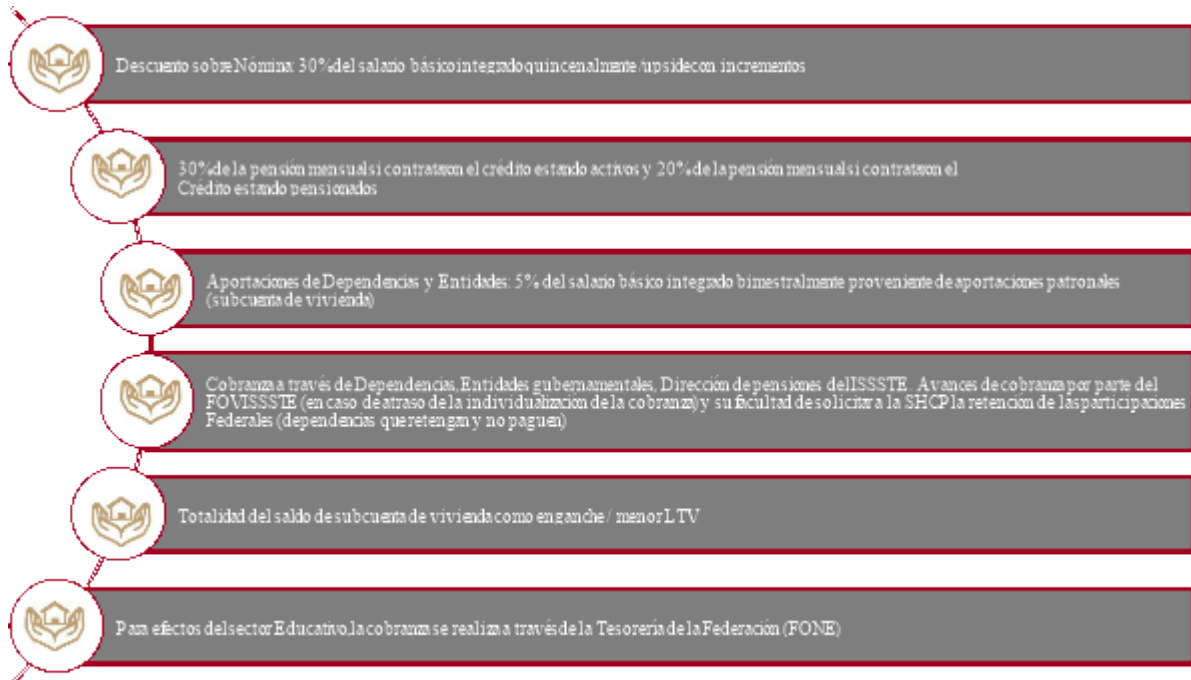 Descuento sobre Nómina: 30% del salario básico integrado quincenalmente /upside con incrementos
30% de la pensión mensual si contrataron el crédito estando activos y 20% de la pensión mensual si contrataron el
Crédito estando pensionados
Aportaciones de Dependencias y Entidades: 5% del salario básico integrado bimestralmente proveniente de aportaciones patronales
(subcuenta de vivienda)
Cobranza a través de Dependencias, Entidades gubernamentales, Dirección de pensiones del ISSSTE. Avances de cobranza por parte del
FOVISSSTE (en caso de atraso de la individualización de la cobranza) y su facultad de solicitar a la SHCP la retención de las participaciones
Federales (dependencias que retengan y no paguen)
Totalidad del saldo de subcuenta de vivienda como enganche / menor LTV
Para efectos del sector Educativo, la cobranza se realiza a través de la Tesorería de la Federación (FONE)